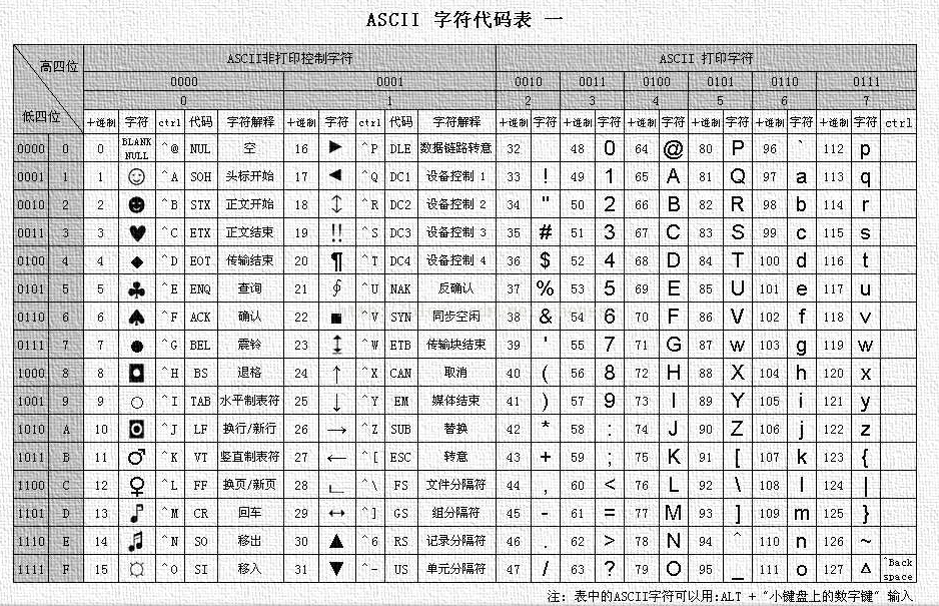 ASCII 字符代码表 一
高四位 ASCII非打印控制字符 ASCII 打印字符
0000 0001 0010 0011 0100 0101 0110 0111
低四位 0 1 2 3 4 5 6 7
十进制 字符 ctrl 代码 字符解释 十进制 字符 ctrl 代码 字符解释 十进制 字符 十进制 字符 十进制 字符 十进制 字符 十进制 字符 十进制 字符 ctrl
0000 0 0 BLANK NULL ^@ NUL 空 16 ► ^P DLE 数据链路转意 32 48 0 64 @ 80 P 96 ` 112 p
0001 1 1 ☺ ^A SOH 头标开始 17 ◄ ^Q DC1 设备控制 1 33 ! 49 1 65 A 81 Q 97 a 113 q
0010 2 2 ☻ ^B STX 正文开始 18 ↕ ^R DC2 设备控制 2 34 " 50 2 66 B 82 R 98 b 114 r
0011 3 3 ♥ ^C ETX 正文结束 19 ‼ ^S DC3 设备控制 3 35 # 51 3 67 C 83 S 99 c 115 s
0100 4 4 ♦ ^D EOT 传输结束 20 ¶ ^T DC4 设备控制 4 36 $ 52 4 68 D 84 T 100 d 116 t
0101 5 5 ♣ ^E ENQ 查询 21 ∮ ^U NAK 反确认 37 % 53 5 69 E 85 U 101 e 117 u
0110 6 6 ♠ ^F ACK 确认 22 ■ ^V SYN 同步空闲 38 & 54 6 70 F 86 V 102 f 118 v
0111 7 7 ● ^G BEL 震铃 23 ↨ ^W ETB 传输块结束 39 ' 55 7 71 G 87 w 103 g 119 w
1000 8 8 ◘ ^H BS 退格 24 ↑ ^X CAN 取消 40 ( 56 8 72 H 88 X 104 h 120 x
1001 9 9 ○ ^I TAB 水平制表符 25 ↓ ^Y EM 媒体结束 41 ) 57 9 73 I 89 Y 105 i 121 y
1010 A 10 ◙ ^J LF 换行/新行 26 → ^Z SUB 替换 42 * 58 : 74 J 90 Z 106 j 122 z
1011 B 11 ♂ ^K VT 竖直制表符 27 ← ^[ ESC 转意 43 + 59 ; 75 K 91 [ 107 k 123 {
1100 C 12 ♀ ^L FF 换页/新页 28 ∟ ^\ FS 文件分隔符 44 , 60 < 76 L 92 \ 108 l 124 |
1101 D 13 ♪ ^M CR 回车 29 ↔ ^] GS 组分隔符 45 - 61 = 77 M 93 ] 109 m 125 }
1110 E 14 ♫ ^N SO 移出 30 ▲ ^6 RS 记录分隔符 46 . 62 > 78 N 94 ^ 110 n 126 ~
1111 F 15 ☼ ^O SI 移入 31 ▼ ^- US 单元分隔符 47 / 63 ? 79 O 95 _ 111 o 127 Δ ^Back space
注: 表中的ASCII字符可以用:ALT + "小键盘上的数字键" 输入